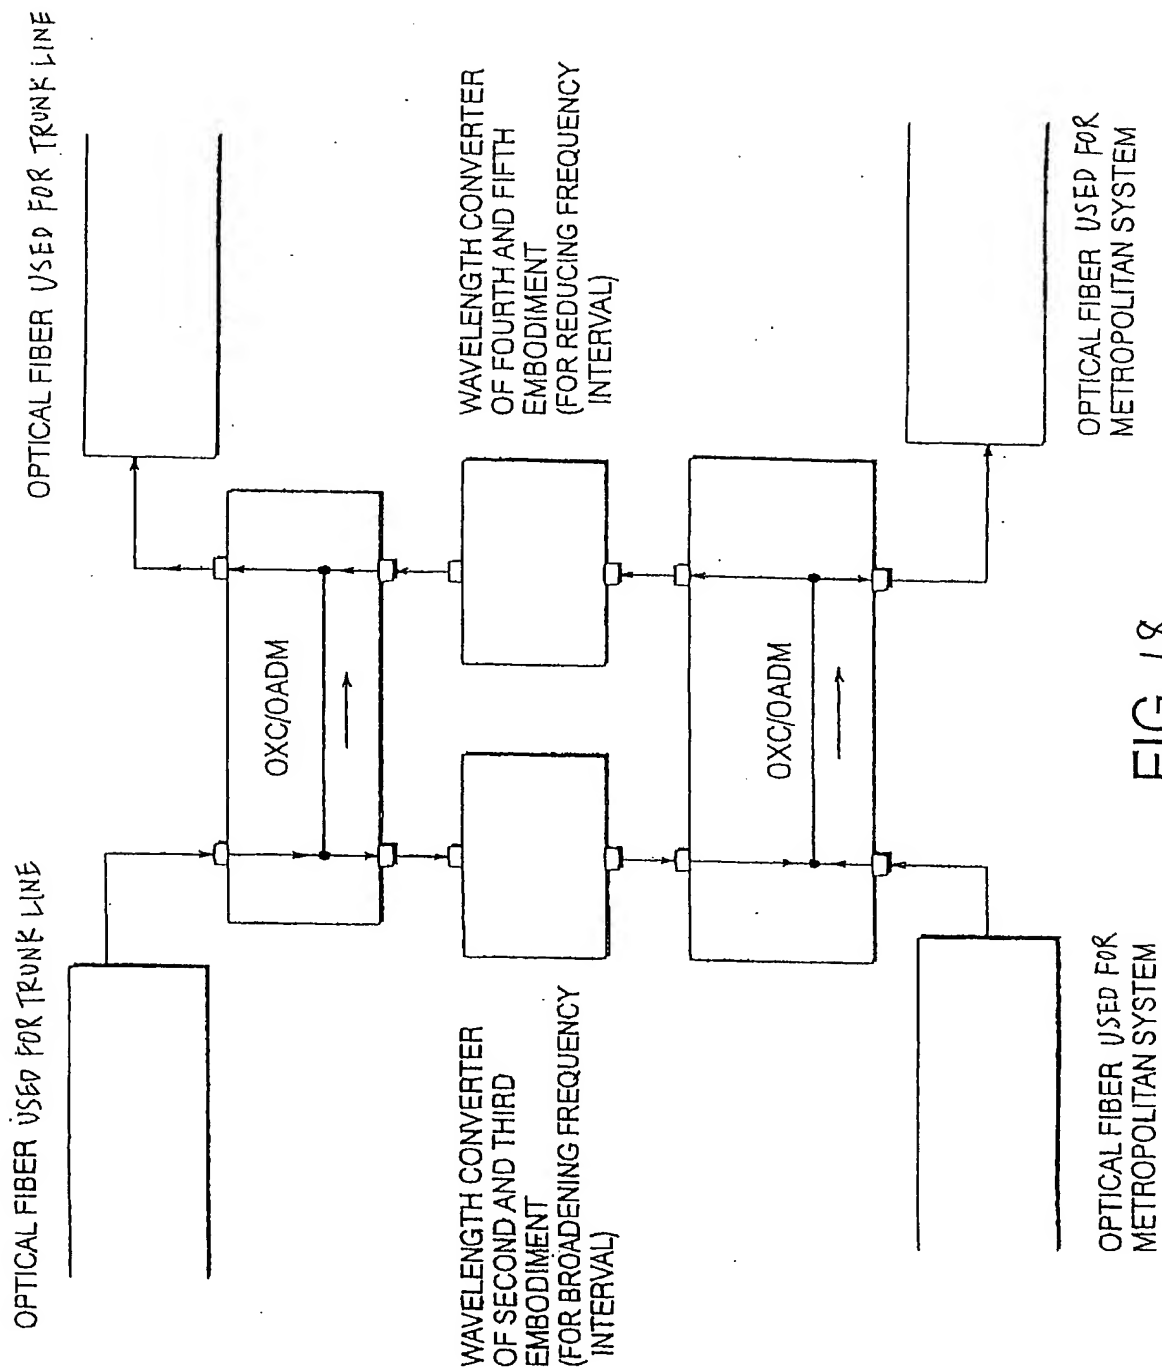 OPTICAL FIBER USED FOR TRUNK LINE
OPTICAL FIBER USED FOR TRUNK LINE
OXC/OADM
WAVELENGTH CONVERTER
OF SECOND AND THIRD
EMBODIMENT
(FOR BROADENING FREQUENCY
INTERVAL)
WAVELENGTH CONVERTER
OF FOURTH AND FIFTH
EMBODIMENT
(FOR REDUCING FREQUENCY
INTERVAL)
OXC/OADM
OPTICAL FIBER USED FOR
METROPOLITAN SYSTEM
OPTICAL FIBER USED FOR
METROPOLITAN SYSTEM
FIG. 18